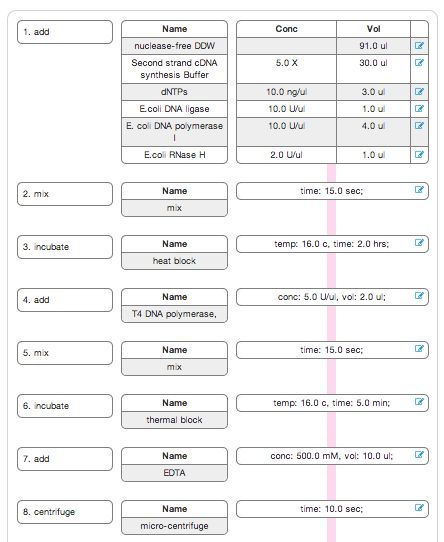 1. add
Name Conc Vol
nuclease-free DDW 91.0 ul
Second strand cDNA synthesis Buffer 5.0 X 30.0 ul
dNTPs 10.0 ng/ul 3.0 ul
E.coli DNA ligase 10.0 U/ul 1.0 ul
E. coli DNA polymerase I 10.0 U/ul 4.0 ul
E.coli RNase H 2.0 U/ul 1.0 ul
2. mix
Name time: 15.0 sec;
mix
3. incubate
Name temp: 16.0 c, time: 2.0 hrs;
heat block
4. add
Name conc: 5.0 U/ul, vol: 2.0 ul;
T4 DNA polymerase,
5. mix
Name time: 15.0 sec;
mix
6. incubate
Name temp: 16.0 c, time: 5.0 min;
thermal block
7. add
Name conc: 500.0 mM, vol: 10.0 ul;
EDTA
8. centrifuge
Name time: 10.0 sec;
micro-centrifuge